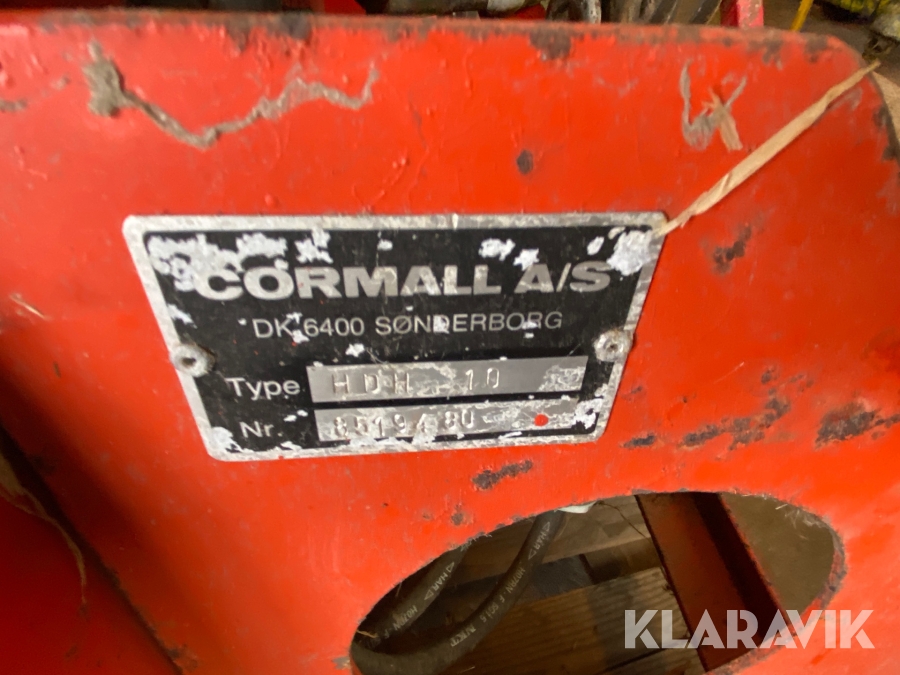 CORMALL A/S
DK 6400 SØNDERBORG
Type HDH 10
Nr.
KLARAVIK